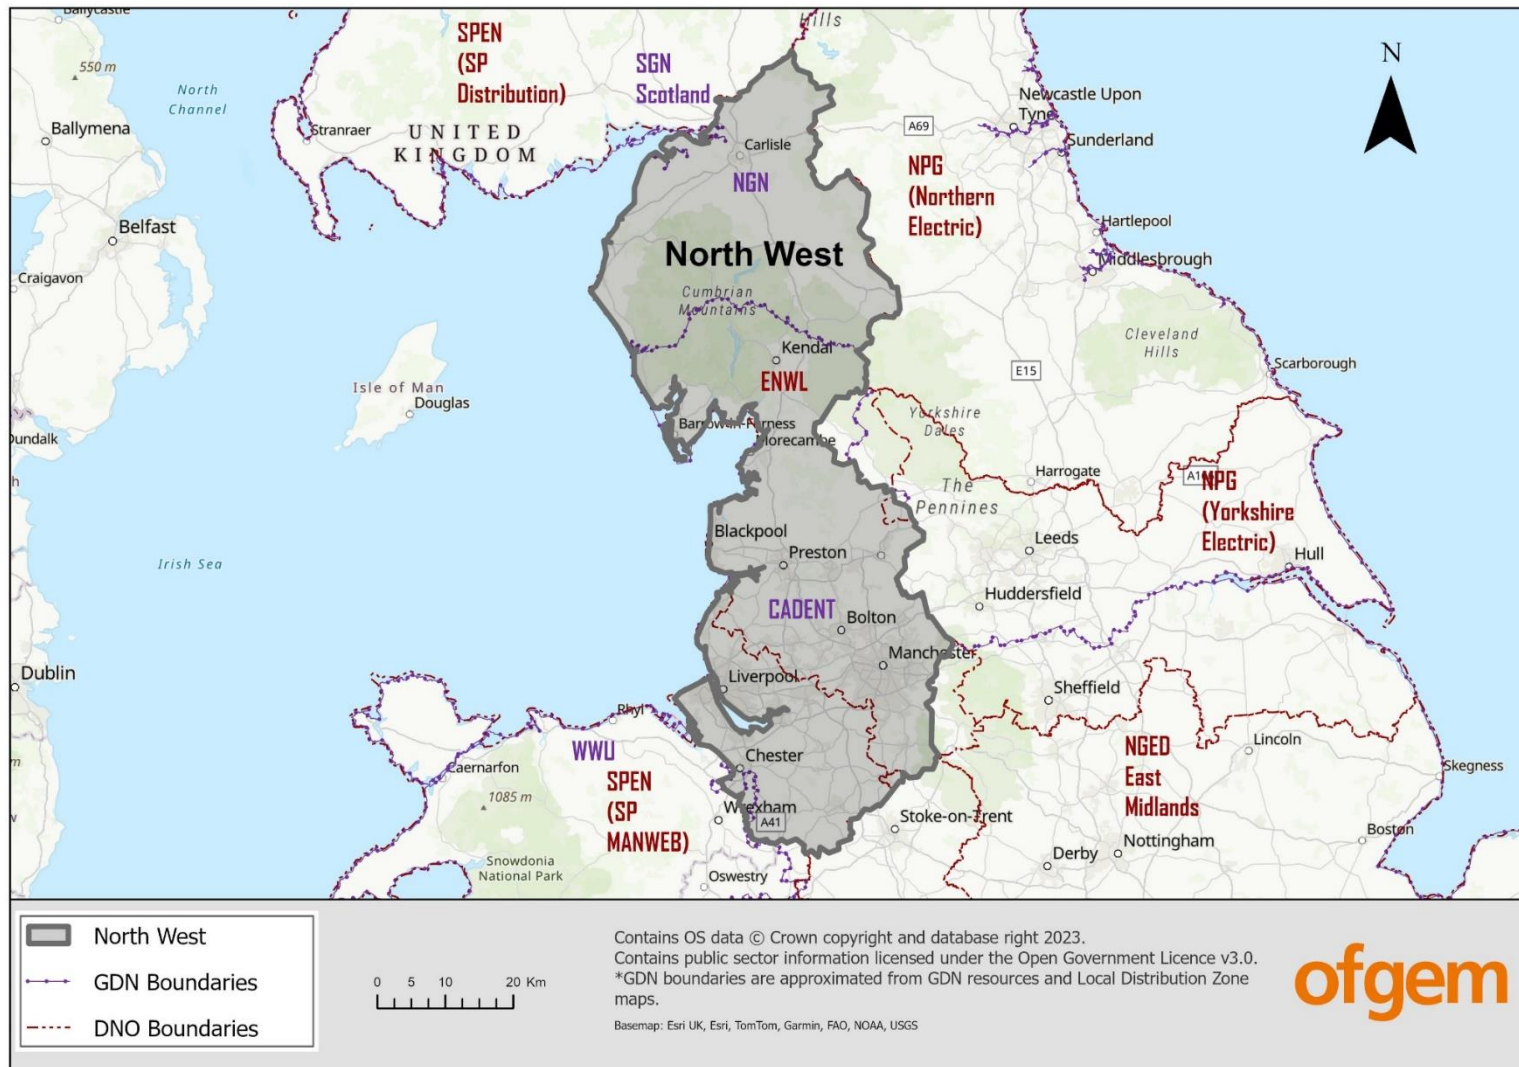 Ballycastle
Hills
SPEN
(SP
Distribution)
SGN
Scotland
N
550 m
North
Channel
Ballymena
Stranraer
UNITED
KINGDOM
Newcastle Upon
Tyne
A69
Sunderland
Carlisle
NGN
NPG
(Northern
Electric)
Belfast
Hartlepool
Craigavon
North West
Middlesbrough
Cumbrian
Mountains
Cleveland
Hills
Kendal
ENWL
E15
Scarborough
Isle of Man
Douglas
Barrow-in-Furness
Morecambe
Yorkshire
Dales
Dundalk
Harrogate
The
Pennines
NPG
(Yorkshire
Electric)
Blackpool
Preston
Leeds
Hull
Irish Sea
Huddersfield
CADENT
Bolton
Manchester
Dublin
Liverpool
Sheffield
Rhyl
WWU
Chester
NGED
East
Midlands
Lincoln
Skegness
Caernarfon
1085 m
SPEN
(SP
MANWEB)
Wrexham
A41
Stoke-on-Trent
Boston
Nottingham
Derby
Snowdonia
National Park
Oswestry
North West
GDN Boundaries
DNO Boundaries
0 5 10 20 Km
Contains OS data © Crown copyright and database right 2023.
Contains public sector information licensed under the Open Government Licence v3.0.
*GDN boundaries are approximated from GDN resources and Local Distribution Zone
maps.
Basemap: Esri UK, Esri, TomTom, Garmin, FAO, NOAA, USGS
ofgem